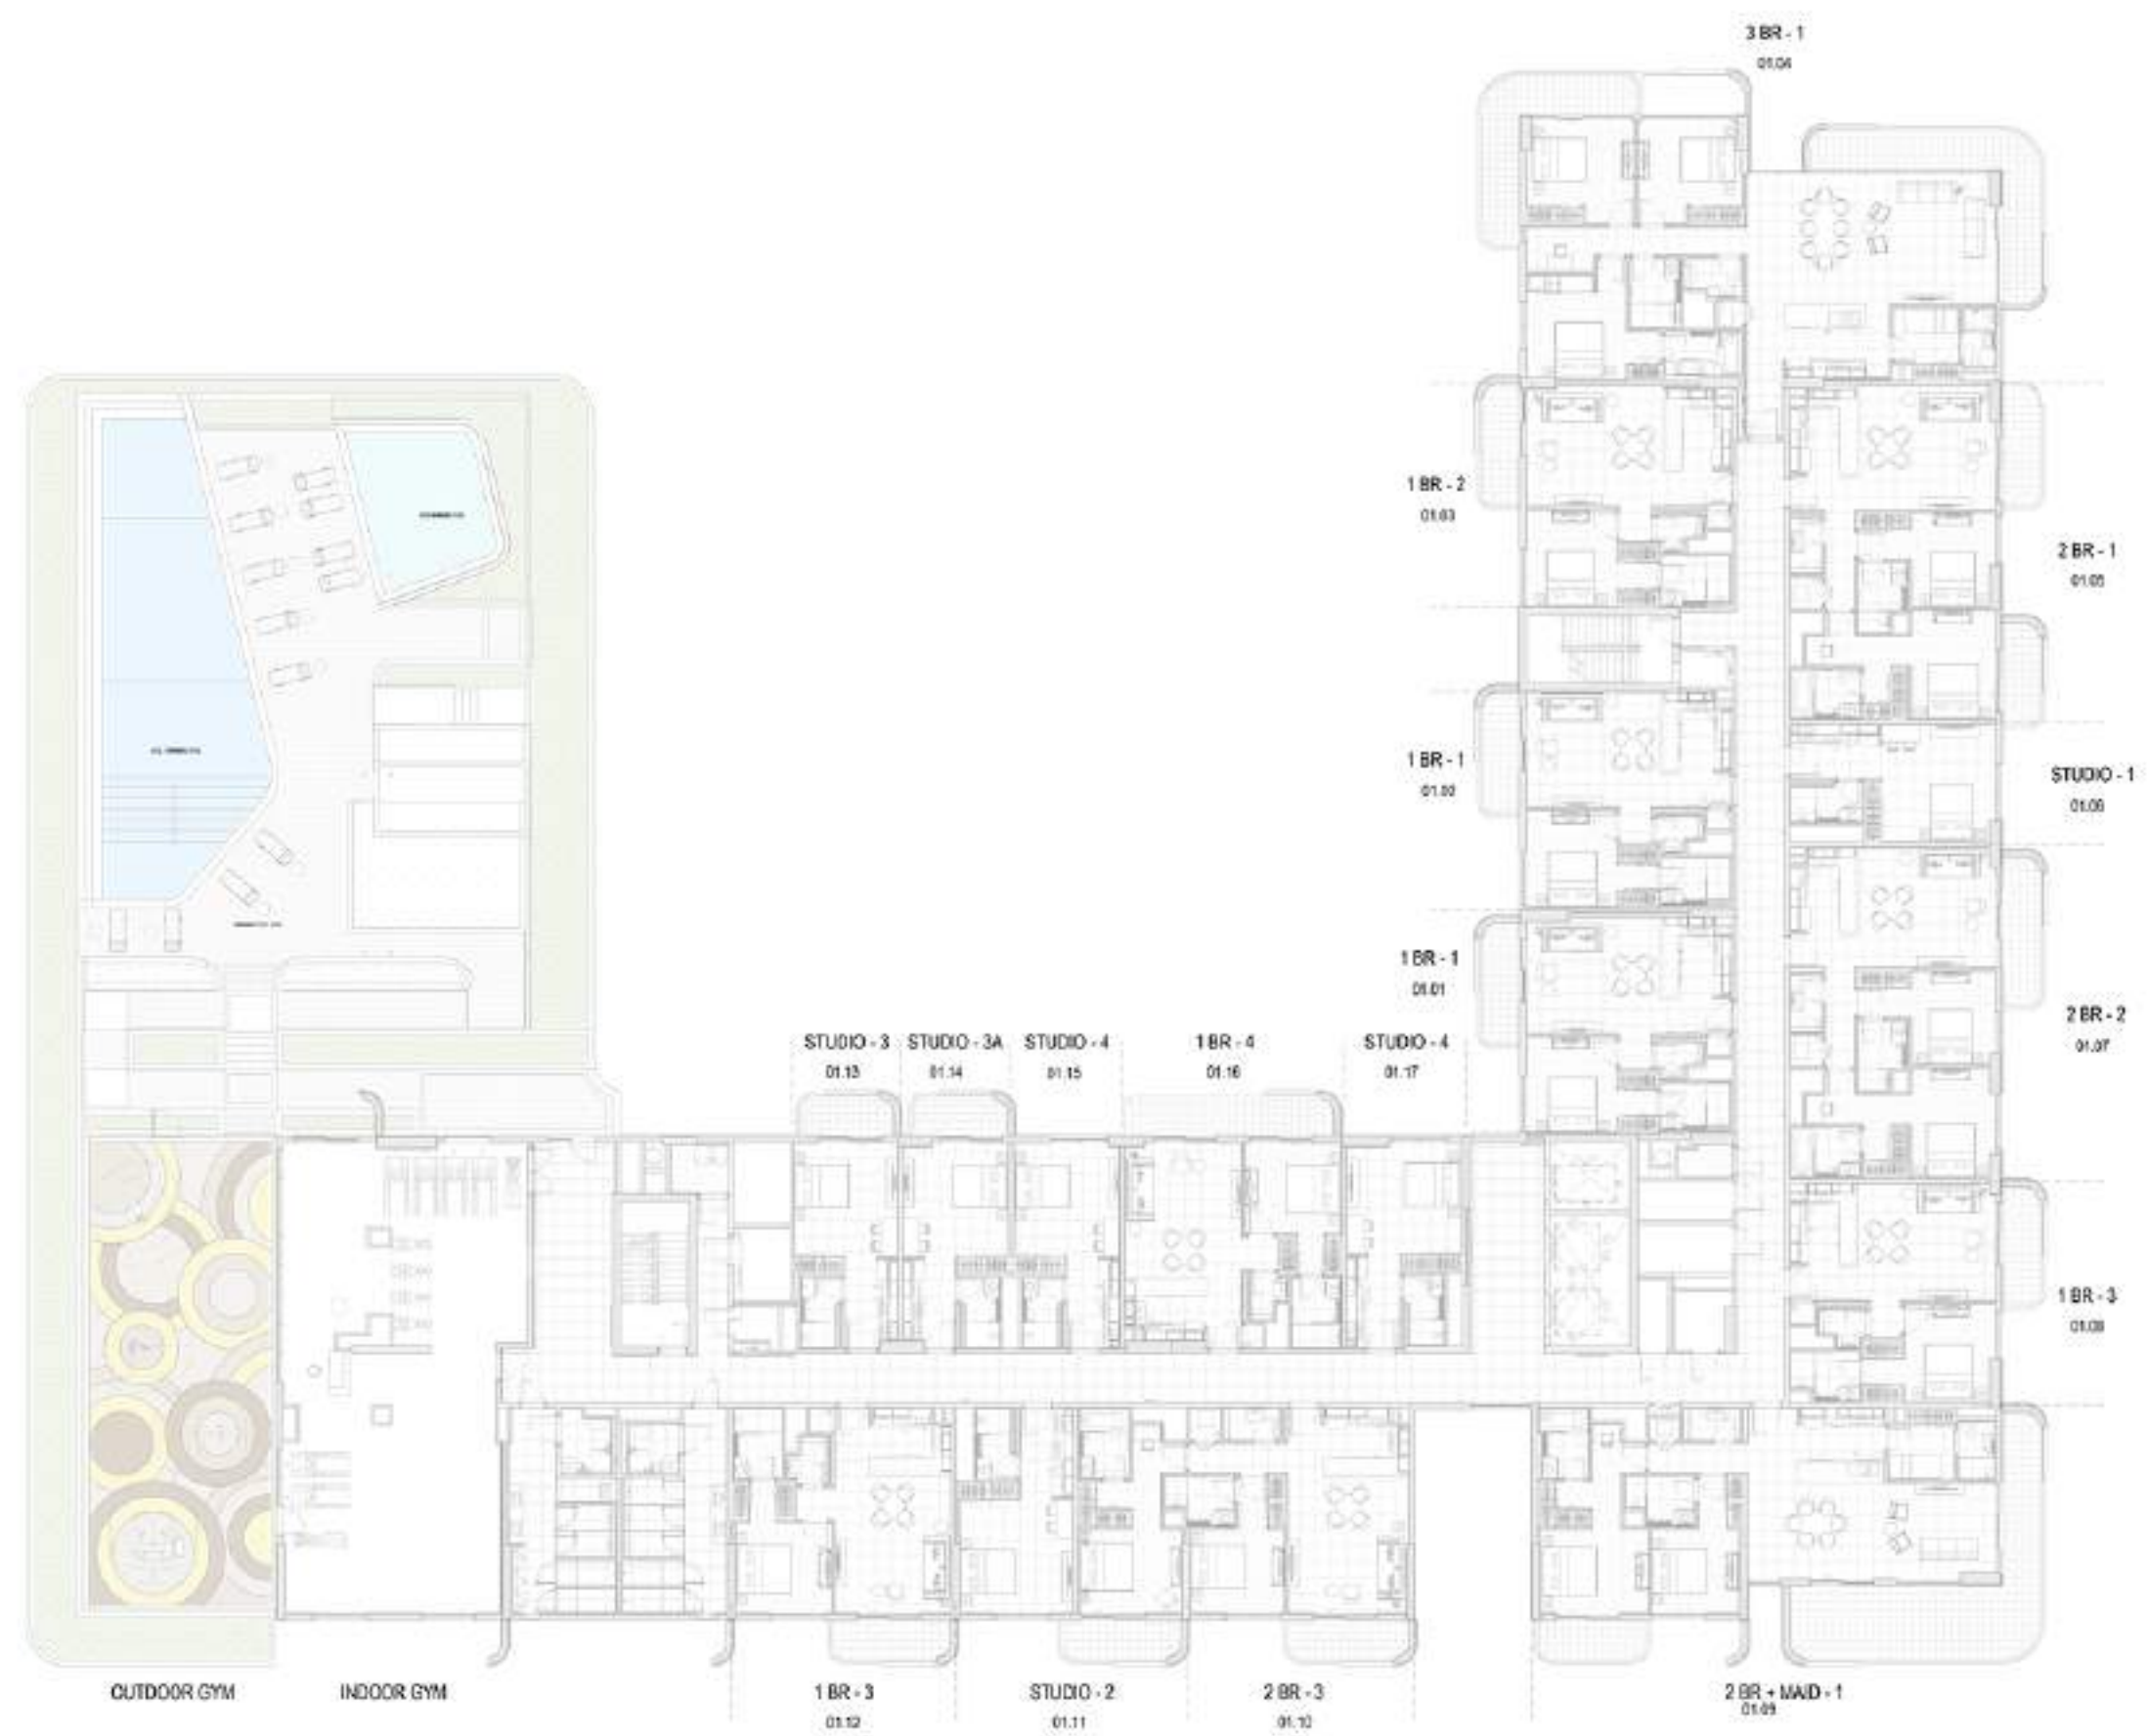 3 BR - 1
01.04
1 BR - 2
01.03
2 BR - 1
01.05
1 BR - 1
01.02
STUDIO - 1
01.06
1 BR - 1
01.01
2 BR - 2
01.07
STUDIO - 3
01.13
STUDIO - 3A
01.14
STUDIO - 4
01.15
1 BR - 4
01.16
STUDIO - 4
01.17
1 BR - 3
01.08
OUTDOOR GYM
INDOOR GYM
1 BR - 3
01.12
STUDIO - 2
01.11
2 BR - 3
01.10
2 BR + MAID - 1
01.09